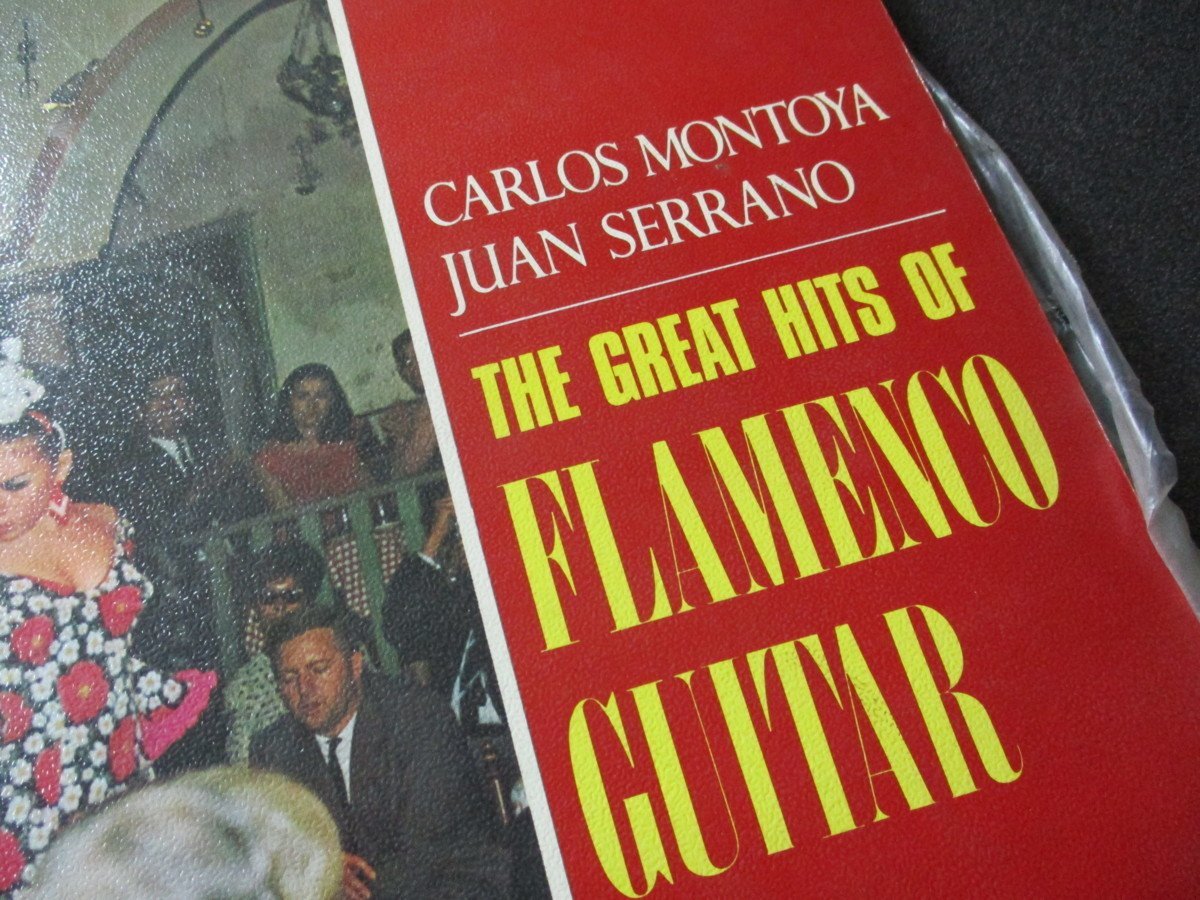 CARLOS MONTOYA
JUAN SERRANO
THE GREAT HITS OF
FLAMENCO
GUITAR